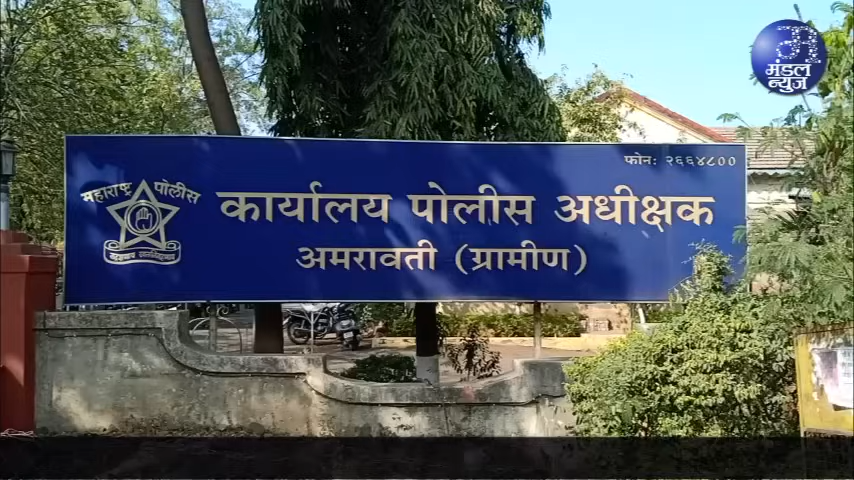 मंडल
न्युज
फोन: २६६४८००
महाराष्ट्र पोलीस
कार्यालय पोलीस अधीक्षक
अमरावती (ग्रामीण)